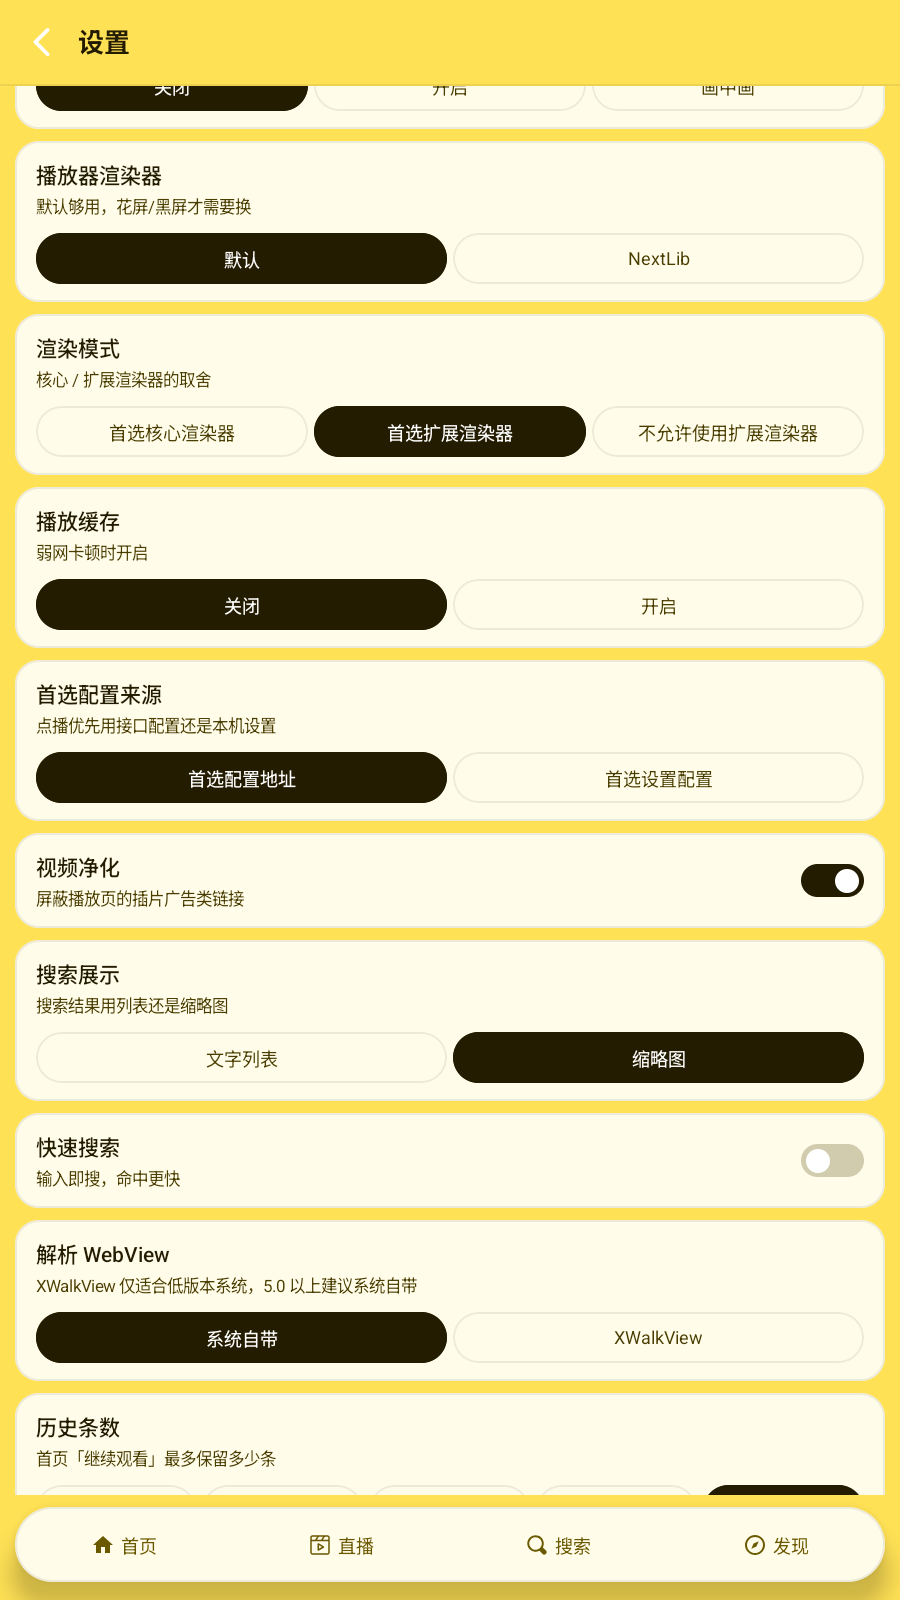 设置
关闭
开启
画中画
播放器渲染器
默认够用，花屏/黑屏才需要换
默认
NextLib
渲染模式
核心 / 扩展渲染器的取舍
首选核心渲染器
首选扩展渲染器
不允许使用扩展渲染器
播放缓存
弱网卡顿时开启
关闭
开启
首选配置来源
点播优先用接口配置还是本机设置
首选配置地址
首选设置配置
视频净化
屏蔽播放页的插片广告类链接
搜索展示
搜索结果用列表还是缩略图
文字列表
缩略图
快速搜索
输入即搜，命中更快
解析 WebView
XWalkView 仅适合低版本系统，5.0 以上建议系统自带
系统自带
XWalkView
历史条数
首页「继续观看」最多保留多少条
首页
直播
搜索
发现